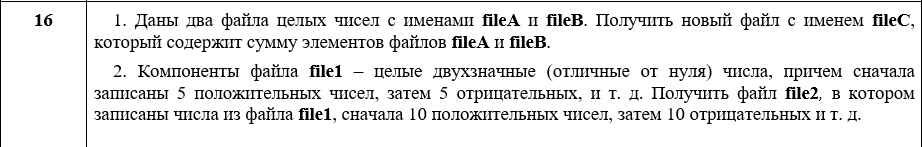 16
1. Даны два файла целых чисел с именами fileA и fileB. Получить новый файл с именем fileC,
который содержит сумму элементов файлов fileA и fileB.
2. Компоненты файла file1 – целые двухзначные (отличные от нуля) числа, причем сначала
записаны 5 положительных чисел, затем 5 отрицательных, и т. д. Получить файл file2, в котором
записаны числа из файла file1, сначала 10 положительных чисел, затем 10 отрицательных и т. д.